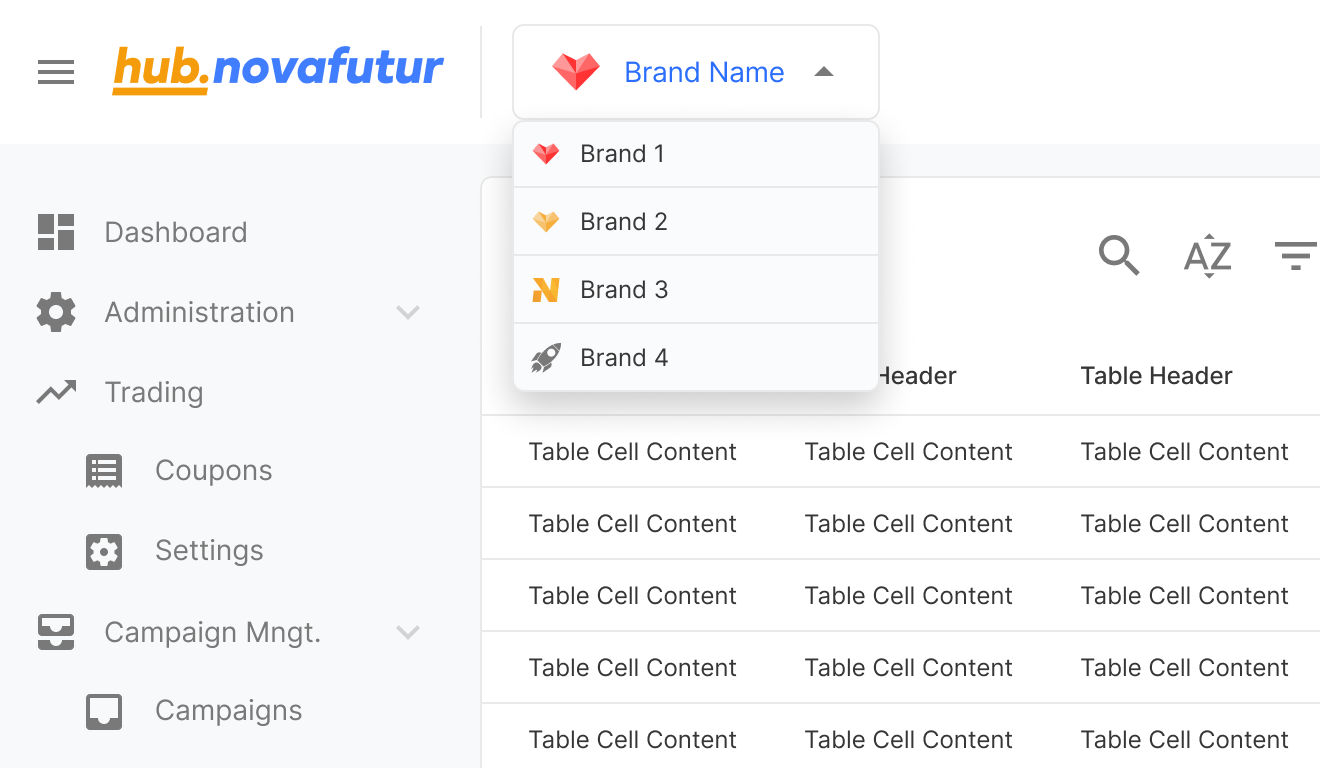 hub.novafutur
Brand Name
Brand 1
Brand 2
Brand 3
Brand 4
Dashboard
Administration
Trading
Coupons
Settings
Campaign Mngt.
Campaigns
AZ
Header Table Header
Table Cell Content Table Cell Content Table Cell Content
Table Cell Content Table Cell Content Table Cell Content
Table Cell Content Table Cell Content Table Cell Content
Table Cell Content Table Cell Content Table Cell Content
Table Cell Content Table Cell Content Table Cell Content